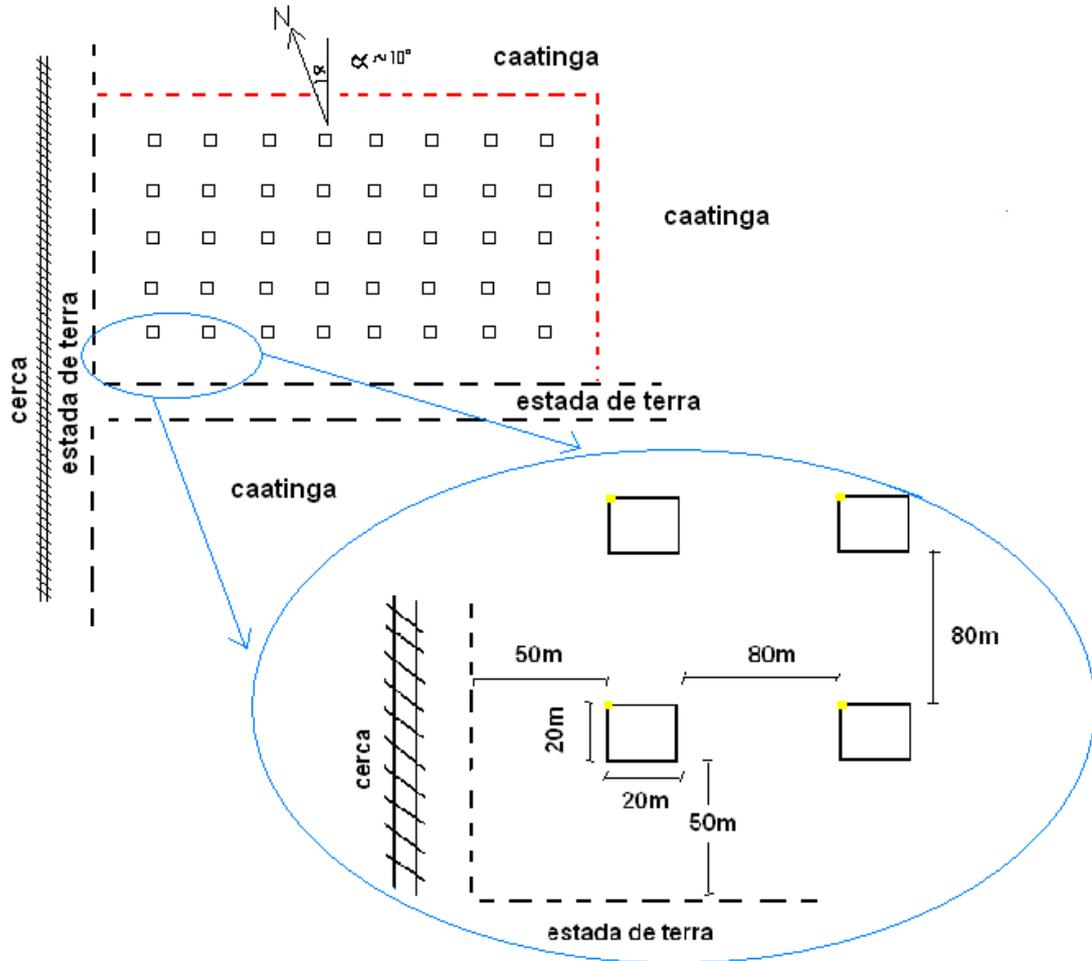 N
α ~10°
α
caatinga
caatinga
cerca
estada de terra
estada de terra
caatinga
80m
50m
80m
20m
cerca
20m
50m
estada de terra